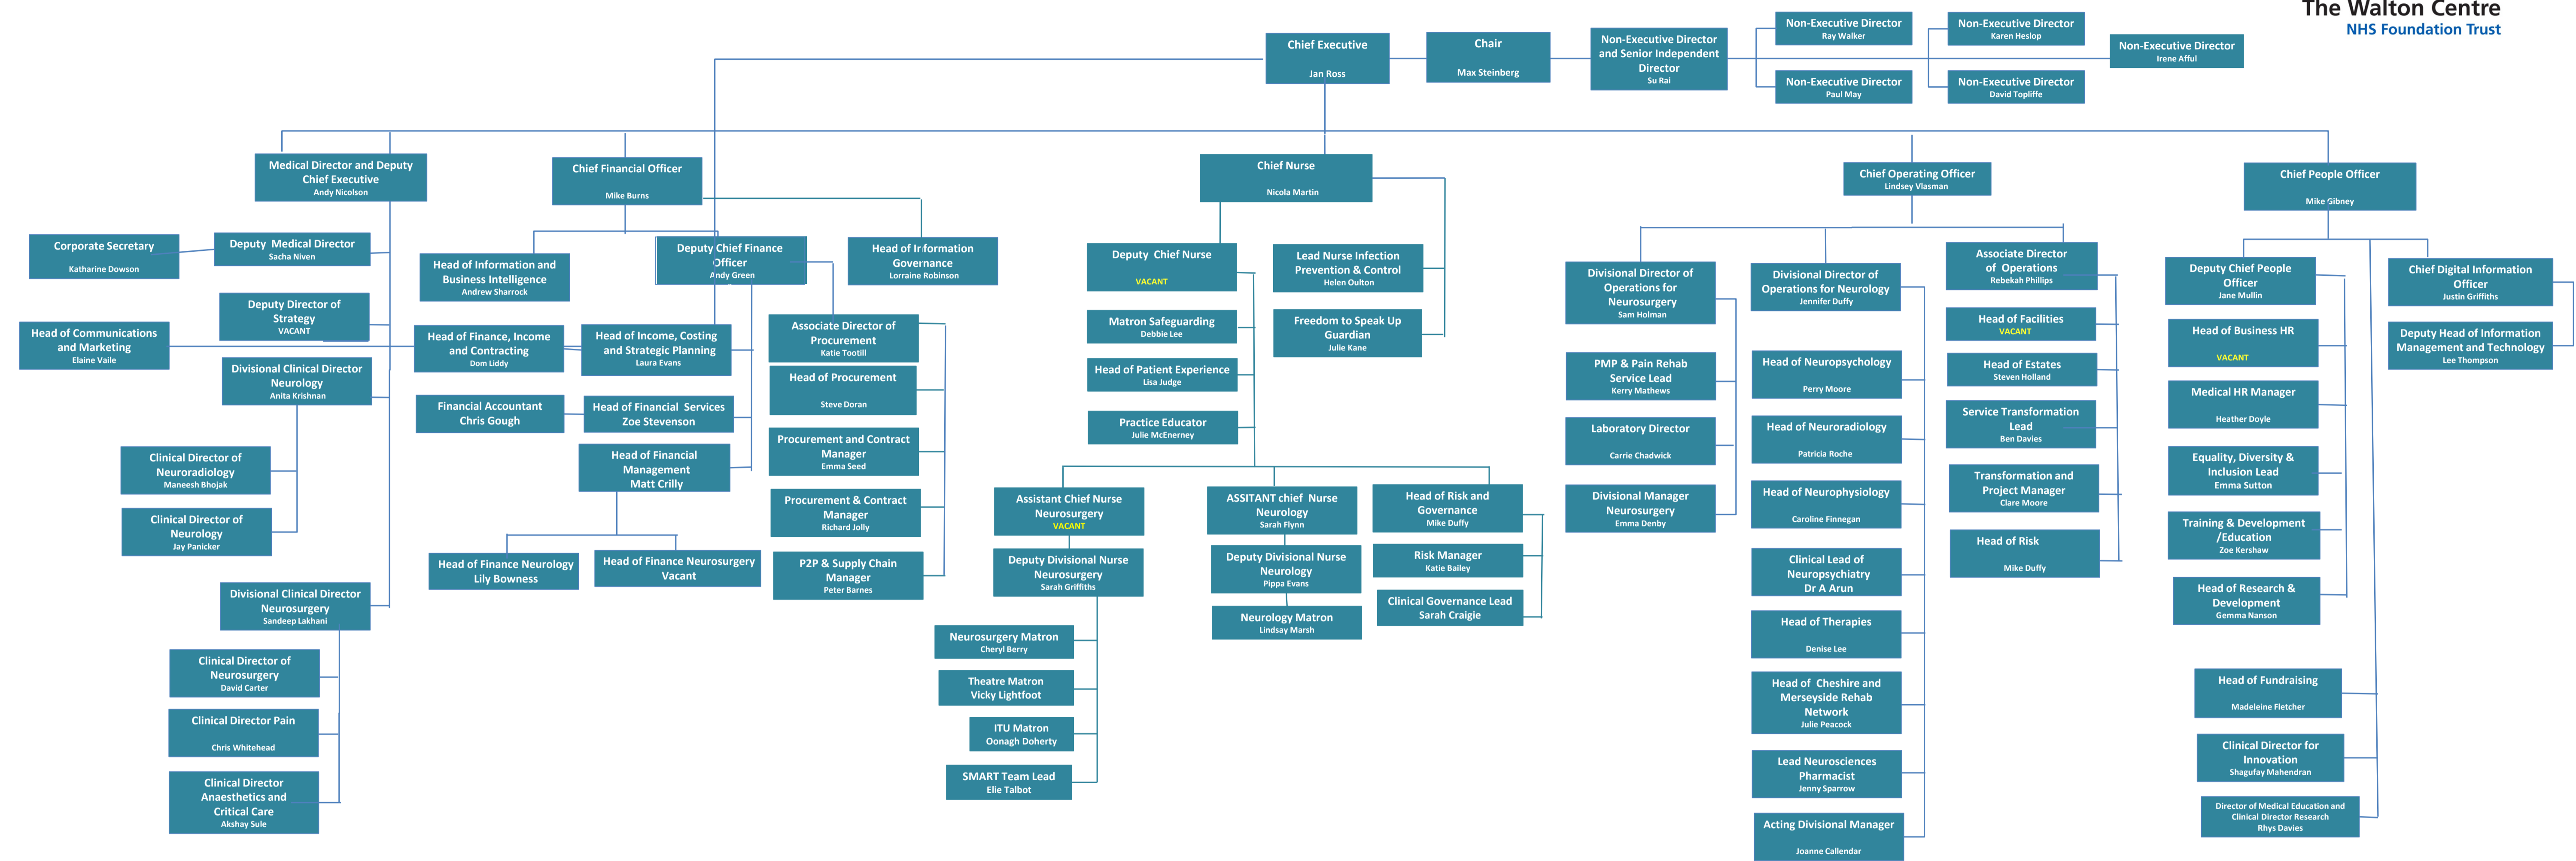 The Walton Centre
NHS Foundation Trust
Chief Executive
Jan Ross
Chair
Max Steinberg
Non-Executive Director
and Senior Independent
Director
Su Rai
Non-Executive Director
Ray Walker
Non-Executive Director
Paul May
Non-Executive Director
Karen Heslop
Non-Executive Director
David Topliffe
Non-Executive Director
Irene Afful
Medical Director and Deputy
Chief Executive
Andy Nicolson
Corporate Secretary
Katharine Dowson
Deputy  Medical Director
Sacha Niven
Deputy Director of
Strategy
VACANT
Head of Communications
and Marketing
Elaine Vaile
Divisional Clinical Director
Neurology
Anita Krishnan
Clinical Director of
Neuroradiology
Maneesh Bhojak
Clinical Director of
Neurology
Jay Panicker
Divisional Clinical Director
Neurosurgery
Sandeep Lakhani
Clinical Director of
Neurosurgery
David Carter
Clinical Director Pain
Chris Whitehead
Clinical Director
Anaesthetics and
Critical Care
Akshay Sule
Chief Financial Officer
Mike Burns
Head of Information and
Business Intelligence
Andrew Sharrock
Deputy Chief Finance
Officer
Andy Green
Head of Information
Governance
Lorraine Robinson
Head of Finance, Income
and Contracting
Dom Liddy
Head of Income, Costing
and Strategic Planning
Laura Evans
Financial Accountant
Chris Gough
Head of Financial  Services
Zoe Stevenson
Head of Financial
Management
Matt Crilly
Head of Finance Neurology
Lily Bowness
Head of Finance Neurosurgery
Vacant
Associate Director of
Procurement
Katie Tootill
Head of Procurement
Steve Doran
Procurement and Contract
Manager
Emma Seed
Procurement & Contract
Manager
Richard Jolly
P2P & Supply Chain
Manager
Peter Barnes
Chief Nurse
Nicola Martin
Deputy  Chief Nurse
VACANT
Matron Safeguarding
Debbie Lee
Head of Patient Experience
Lisa Judge
Practice Educator
Julie McEnerney
Lead Nurse Infection
Prevention & Control
Helen Oulton
Freedom to Speak Up
Guardian
Julie Kane
Assistant Chief Nurse
Neurosurgery
VACANT
Deputy Divisional Nurse
Neurosurgery
Sarah Griffiths
Neurosurgery Matron
Cheryl Berry
Theatre Matron
Vicky Lightfoot
ITU Matron
Oonagh Doherty
SMART Team Lead
Elie Talbot
ASSITANT chief  Nurse
Neurology
Sarah Flynn
Deputy Divisional Nurse
Neurology
Pippa Evans
Neurology Matron
Lindsay Marsh
Head of Risk and
Governance
Mike Duffy
Risk Manager
Katie Bailey
Clinical Governance Lead
Sarah Craigie
Chief Operating Officer
Lindsey Vlasman
Divisional Director of
Operations for
Neurosurgery
Sam Holman
PMP & Pain Rehab
Service Lead
Kerry Mathews
Laboratory Director
Carrie Chadwick
Divisional Manager
Neurosurgery
Emma Denby
Divisional Director of
Operations for Neurology
Jennifer Duffy
Head of Neuropsychology
Perry Moore
Head of Neuroradiology
Patricia Roche
Head of Neurophysiology
Caroline Finnegan
Clinical Lead of
Neuropsychiatry
Dr A Arun
Head of Therapies
Denise Lee
Head of  Cheshire and
Merseyside Rehab
Network
Julie Peacock
Lead Neurosciences
Pharmacist
Jenny Sparrow
Acting Divisional Manager
Joanne Callendar
Associate Director
of  Operations
Rebekah Phillips
Head of Facilities
VACANT
Head of Estates
Steven Holland
Service Transformation
Lead
Ben Davies
Transformation and
Project Manager
Clare Moore
Head of Risk
Mike Duffy
Chief People Officer
Mike Gibney
Deputy Chief People
Officer
Jane Mullin
Head of Business HR
VACANT
Medical HR Manager
Heather Doyle
Equality, Diversity &
Inclusion Lead
Emma Sutton
Training & Development
/Education
Zoe Kershaw
Head of Research &
Development
Gemma Nanson
Chief Digital Information
Officer
Justin Griffiths
Deputy Head of Information
Management and Technology
Lee Thompson
Head of Fundraising
Madeleine Fletcher
Clinical Director for
Innovation
Shagufay Mahendran
Director of Medical Education and
Clinical Director Research
Rhys Davies